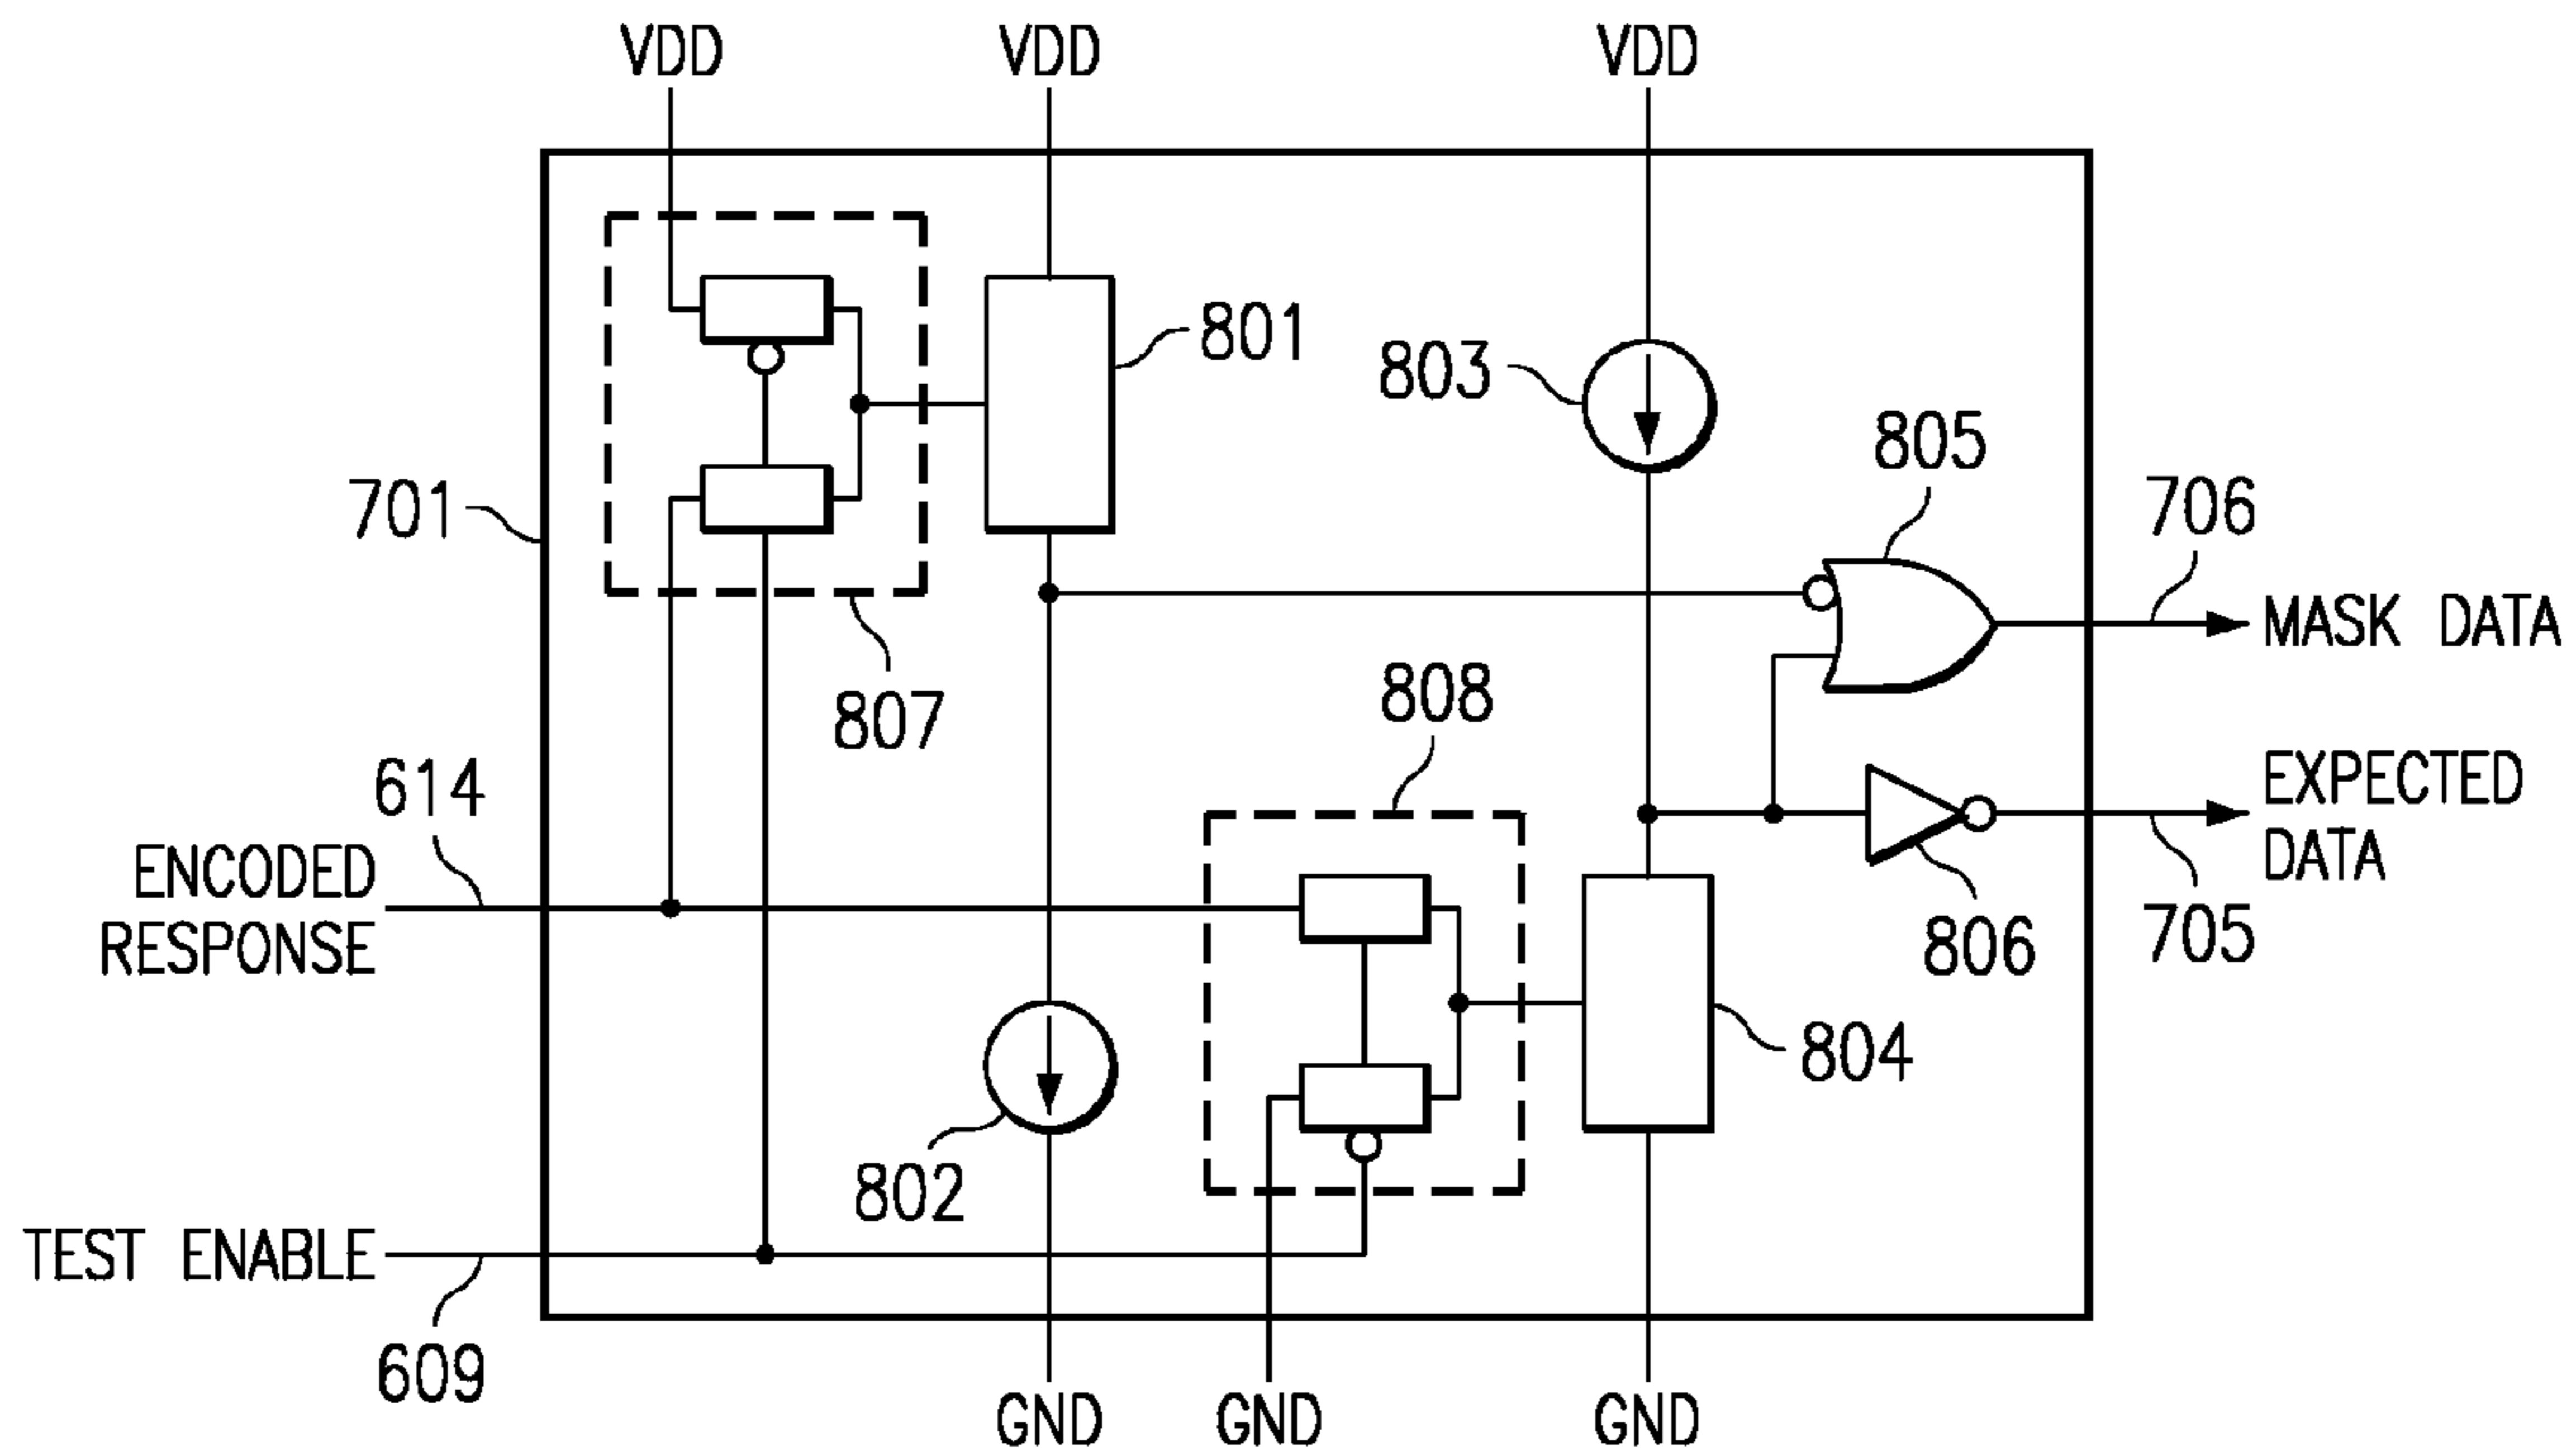 VDD
VDD
VDD
801
803
805
701
706
MASK DATA
807
808
614
ENCODED
RESPONSE
EXPECTED
DATA
806
705
804
802
TEST ENABLE
609
GND
GND
GND